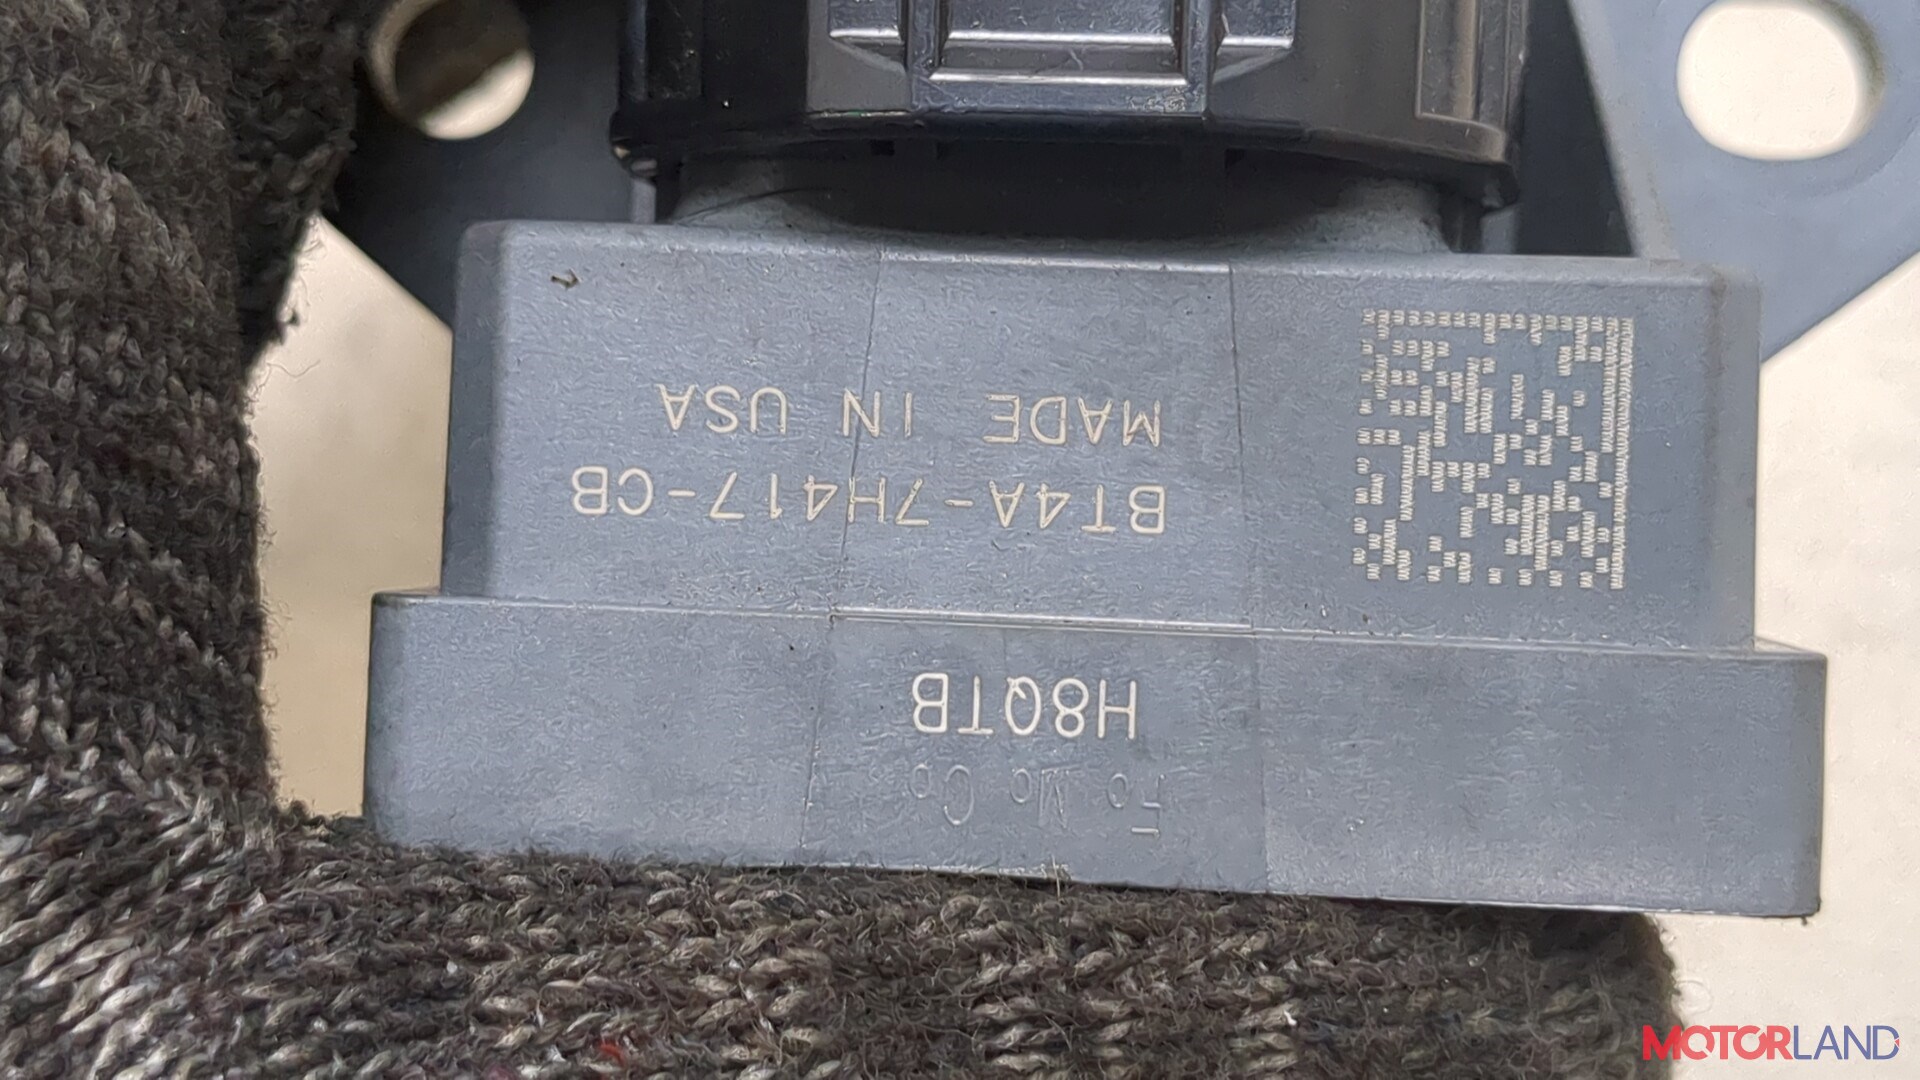 Fo Mo Co
H8QTB
BT4A-7H417-CB
MADE IN USA
MOTORLAND